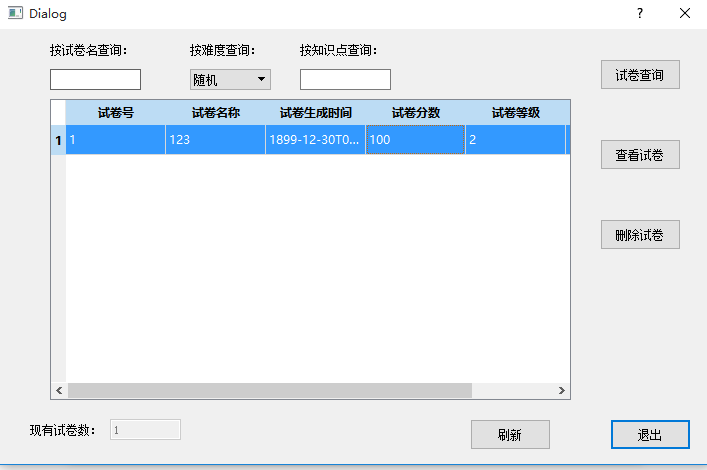 Dialog
按试卷名查询： 按难度查询： 按知识点查询：
随机
试卷查询
试卷号 试卷名称 试卷生成时间 试卷分数 试卷等级
1 1 123 1899-12-30T0... 100 2
查看试卷
删除试卷
现有试卷数： 1
刷新 退出